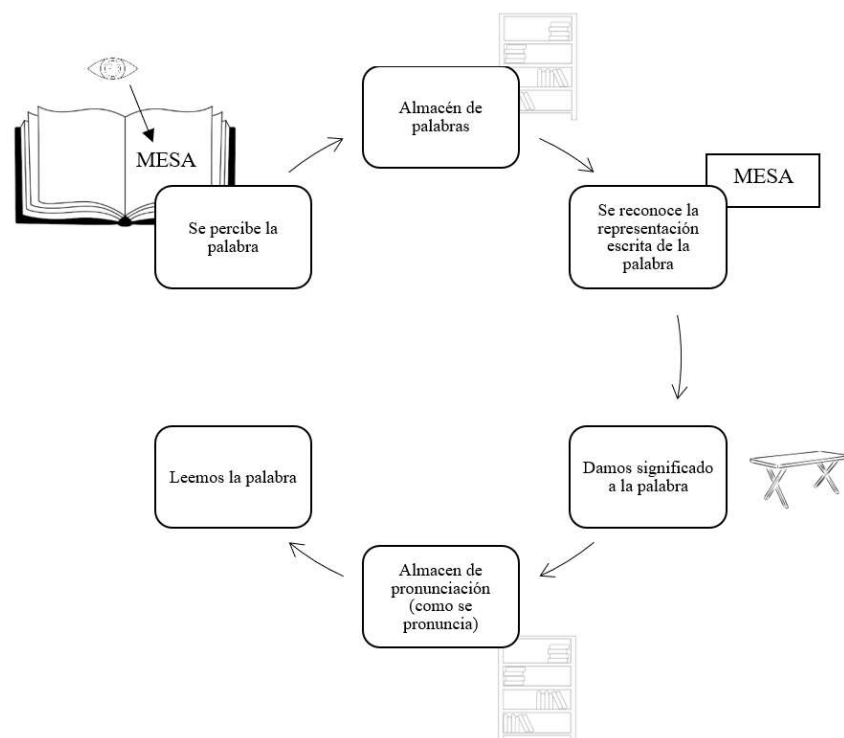 MESA
Se percibe la
palabra
Almacén de
palabras
MESA
Se reconoce la
representación
escrita de la
palabra
Damos significado
a la palabra
Almacen de
pronunciación
(como se
pronuncia)
Leemos la palabra